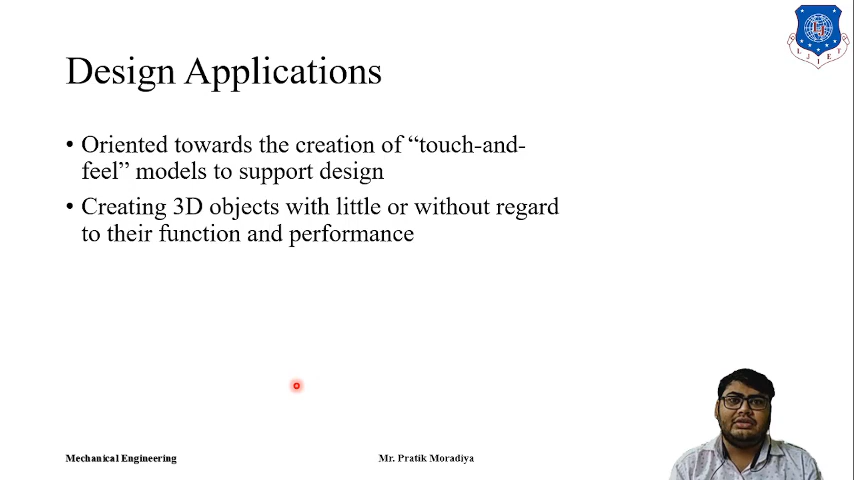 LJIET
Design Applications
• Oriented towards the creation of “touch-and-
feel” models to support design
• Creating 3D objects with little or without regard
to their function and performance
Mechanical Engineering
Mr. Pratik Moradiya